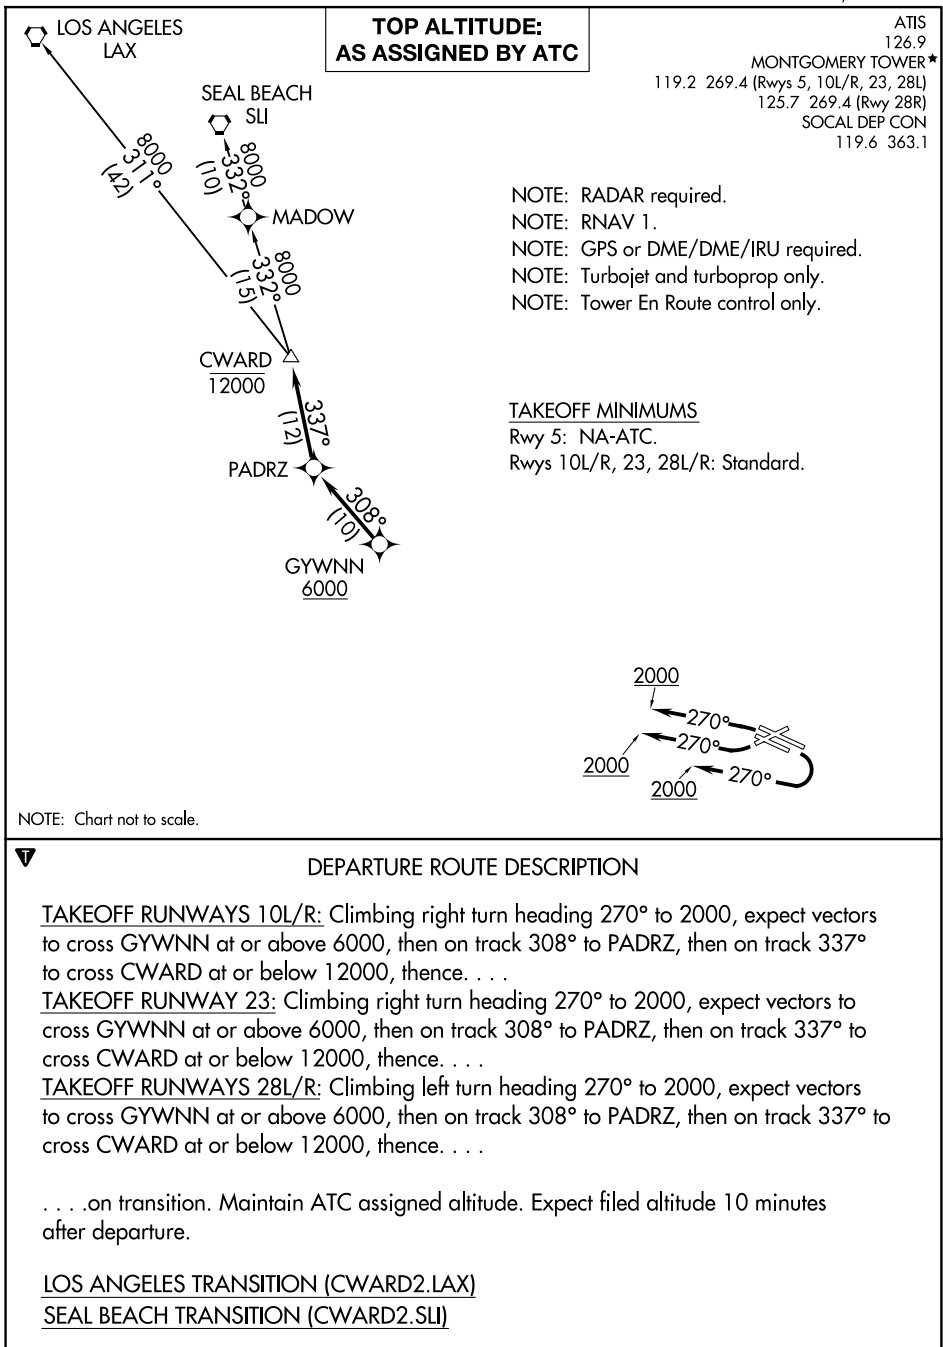 LOS ANGELES
LAX
TOP ALTITUDE:
AS ASSIGNED BY ATC
ATIS
126.9
MONTGOMERY TOWER★
119.2 269.4 (Rwys 5, 10L/R, 23, 28L)
125.7 269.4 (Rwy 28R)
SOCAL DEP CON
119.6 363.1
SEAL BEACH
SLI
8000
311°
(42)
8000
332°
(10)
MADOW
8000
332°
(15)
CWARD
12000
337°
(12)
PADRZ
308°
(10)
GYWNN
6000
NOTE: RADAR required.
NOTE: RNAV 1.
NOTE: GPS or DME/DME/IRU required.
NOTE: Turbojet and turboprop only.
NOTE: Tower En Route control only.
TAKEOFF MINIMUMS
Rwy 5: NA-ATC.
Rwys 10L/R, 23, 28L/R: Standard.
2000
270°
270°
2000
270°
2000
NOTE: Chart not to scale.
T
DEPARTURE ROUTE DESCRIPTION
TAKEOFF RUNWAYS 10L/R: Climbing right turn heading 270° to 2000, expect vectors
to cross GYWNN at or above 6000, then on track 308° to PADRZ, then on track 337°
to cross CWARD at or below 12000, thence. . . .
TAKEOFF RUNWAY 23: Climbing right turn heading 270° to 2000, expect vectors to
cross GYWNN at or above 6000, then on track 308° to PADRZ, then on track 337° to
cross CWARD at or below 12000, thence. . . .
TAKEOFF RUNWAYS 28L/R: Climbing left turn heading 270° to 2000, expect vectors
to cross GYWNN at or above 6000, then on track 308° to PADRZ, then on track 337° to
cross CWARD at or below 12000, thence. . . .
. . . .on transition. Maintain ATC assigned altitude. Expect filed altitude 10 minutes
after departure.
LOS ANGELES TRANSITION (CWARD2.LAX)
SEAL BEACH TRANSITION (CWARD2.SLI)